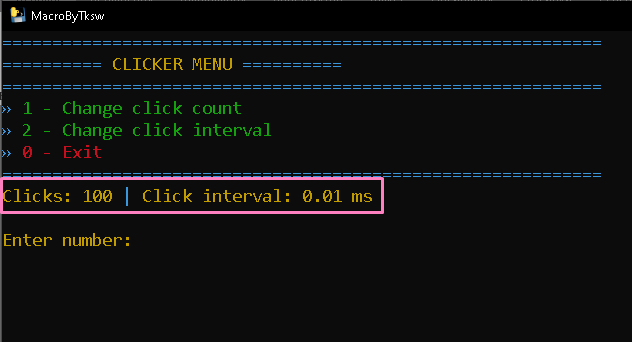 MacroByTksw
============================================================
========== CLICKER MENU ==========
============================================================
» 1 - Change click count
» 2 - Change click interval
» 0 - Exit
============================================================
Clicks: 100 | Click interval: 0.01 ms
Enter number: